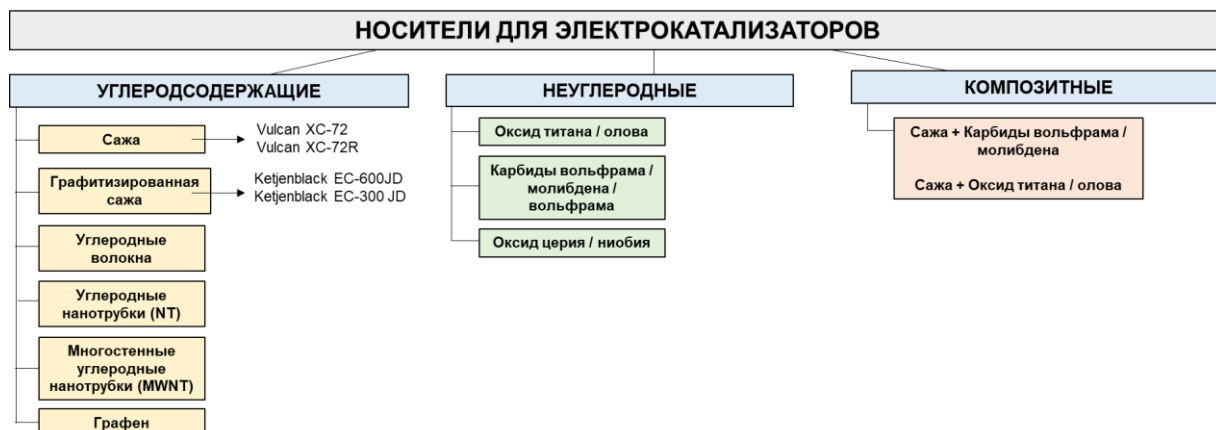 НОСИТЕЛИ ДЛЯ ЭЛЕКТРОКАТАЛИЗАТОРОВ
УГЛЕРОДСОДЕРЖАЩИЕ
Сажа
Vulcan XC-72
Vulcan XC-72R
Графитизированная
сажа
Ketjenblack EC-600JD
Ketjenblack EC-300 JD
Углеродные
волокна
Углеродные
нанотрубки (NT)
Многостенные
углеродные
нанотрубки (MWNT)
Графен
НЕУГЛЕРОДНЫЕ
Оксид титана / олова
Карбиды вольфрама /
молибдена /
вольфрама
Оксид церия / ниобия
КОМПОЗИТНЫЕ
Сажа + Карбиды вольфрама /
молибдена
Сажа + Оксид титана / олова